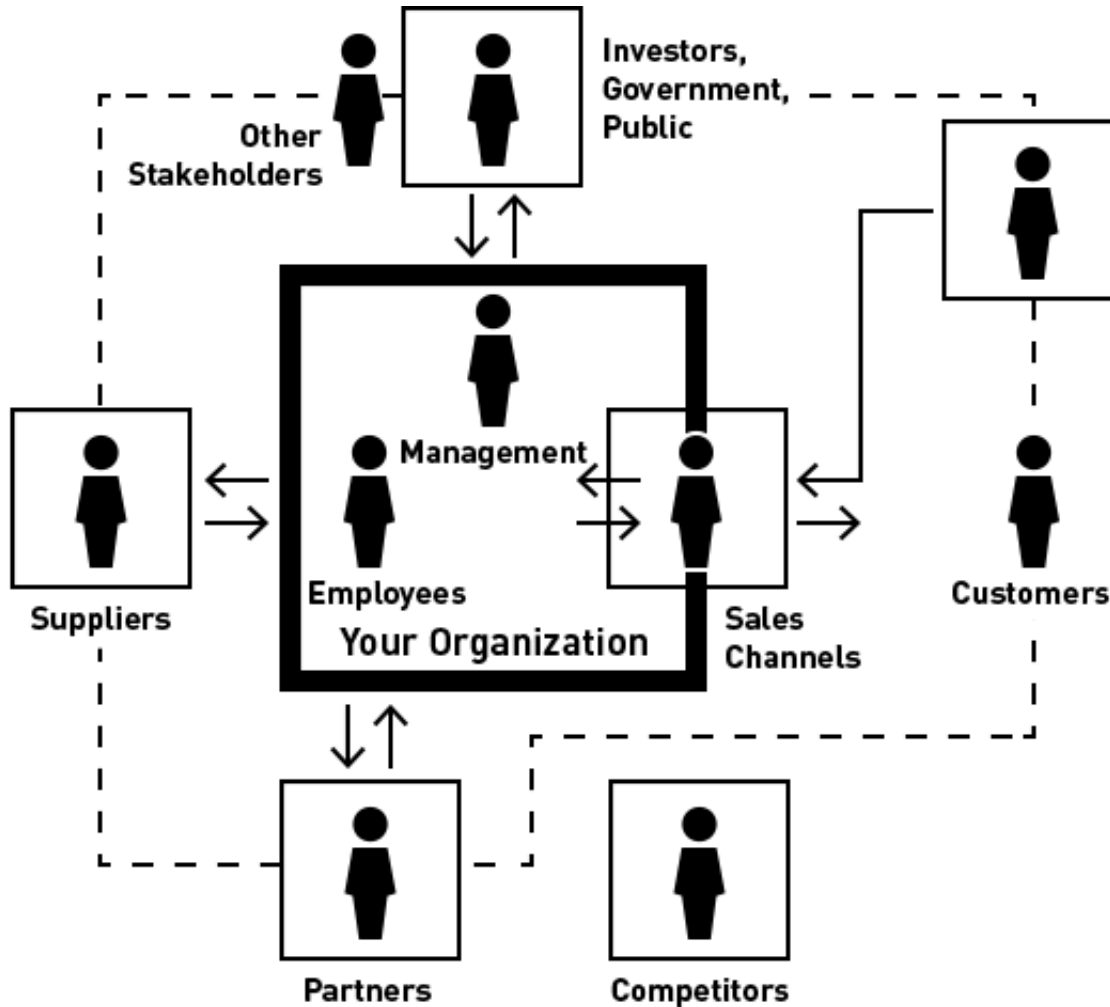 Investors,
Government,
Public
Other
Stakeholders
Management
Employees
Your Organization
Suppliers
Sales
Channels
Customers
Partners
Competitors